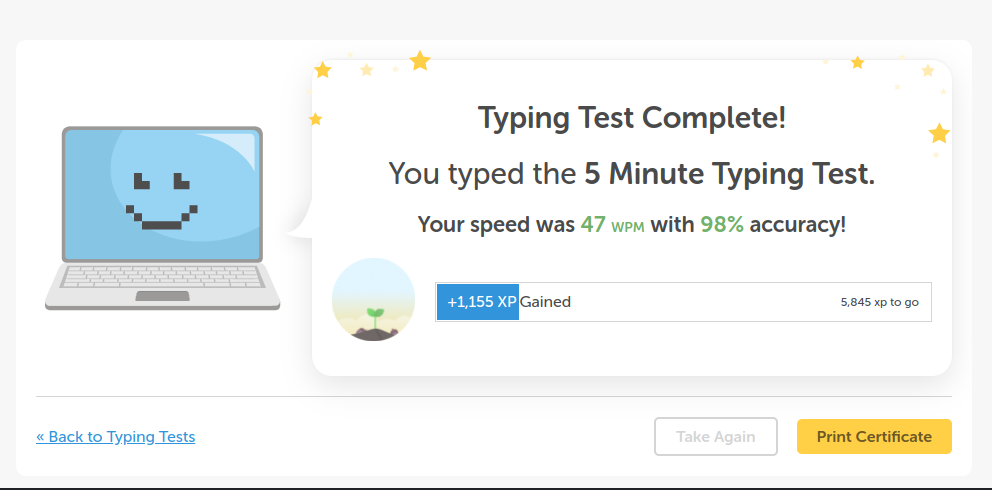 Typing Test Complete!
You typed the 5 Minute Typing Test.
Your speed was 47 WPM with 98% accuracy!
+1,155 XP Gained
5,845 xp to go
« Back to Typing Tests
Take Again
Print Certificate